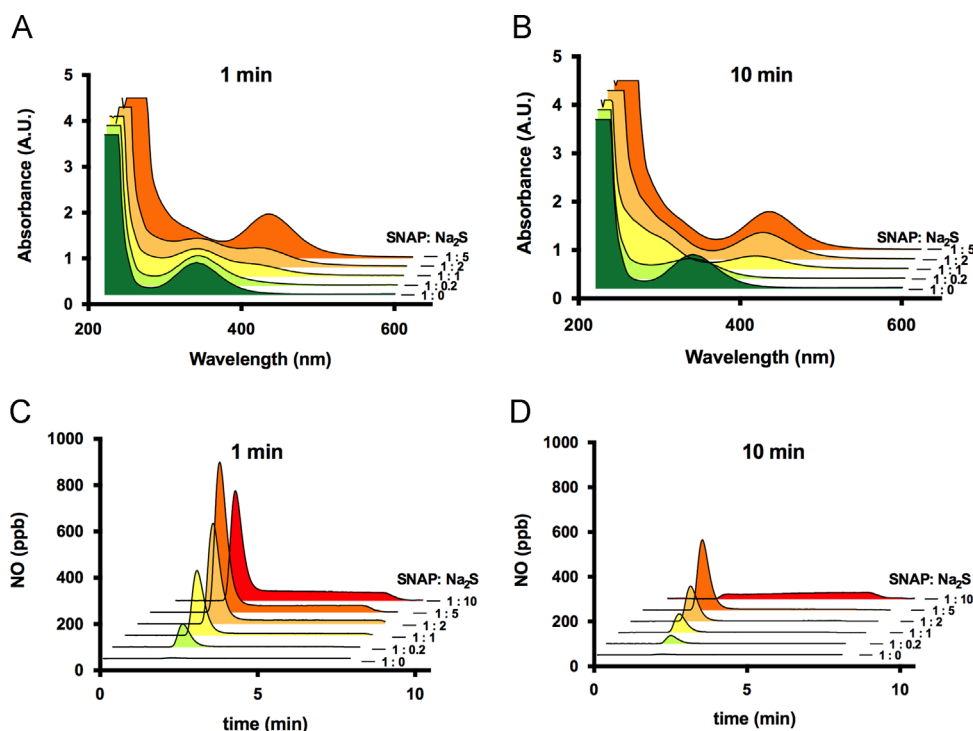 A
1 min
Absorbance (A.U.)
5
4
3
2
1
0
SNAP: Na₂S
1 : 5
1 : 2
1 : 1
1 : 0.2
1 : 0
200
400
600
Wavelength (nm)
B
10 min
Absorbance (A.U.)
5
4
3
2
1
0
SNAP: Na₂S
1 : 5
1 : 2
1 : 1
1 : 0.2
1 : 0
200
400
600
Wavelength (nm)
C
1 min
NO (ppb)
1000
800
600
400
200
0
SNAP: Na₂S
1 : 10
1 : 5
1 : 2
1 : 1
1 : 0.2
1 : 0
0
5
10
time (min)
D
10 min
NO (ppb)
1000
800
600
400
200
0
SNAP: Na₂S
1 : 10
1 : 5
1 : 2
1 : 1
1 : 0.2
1 : 0
0
5
10
time (min)